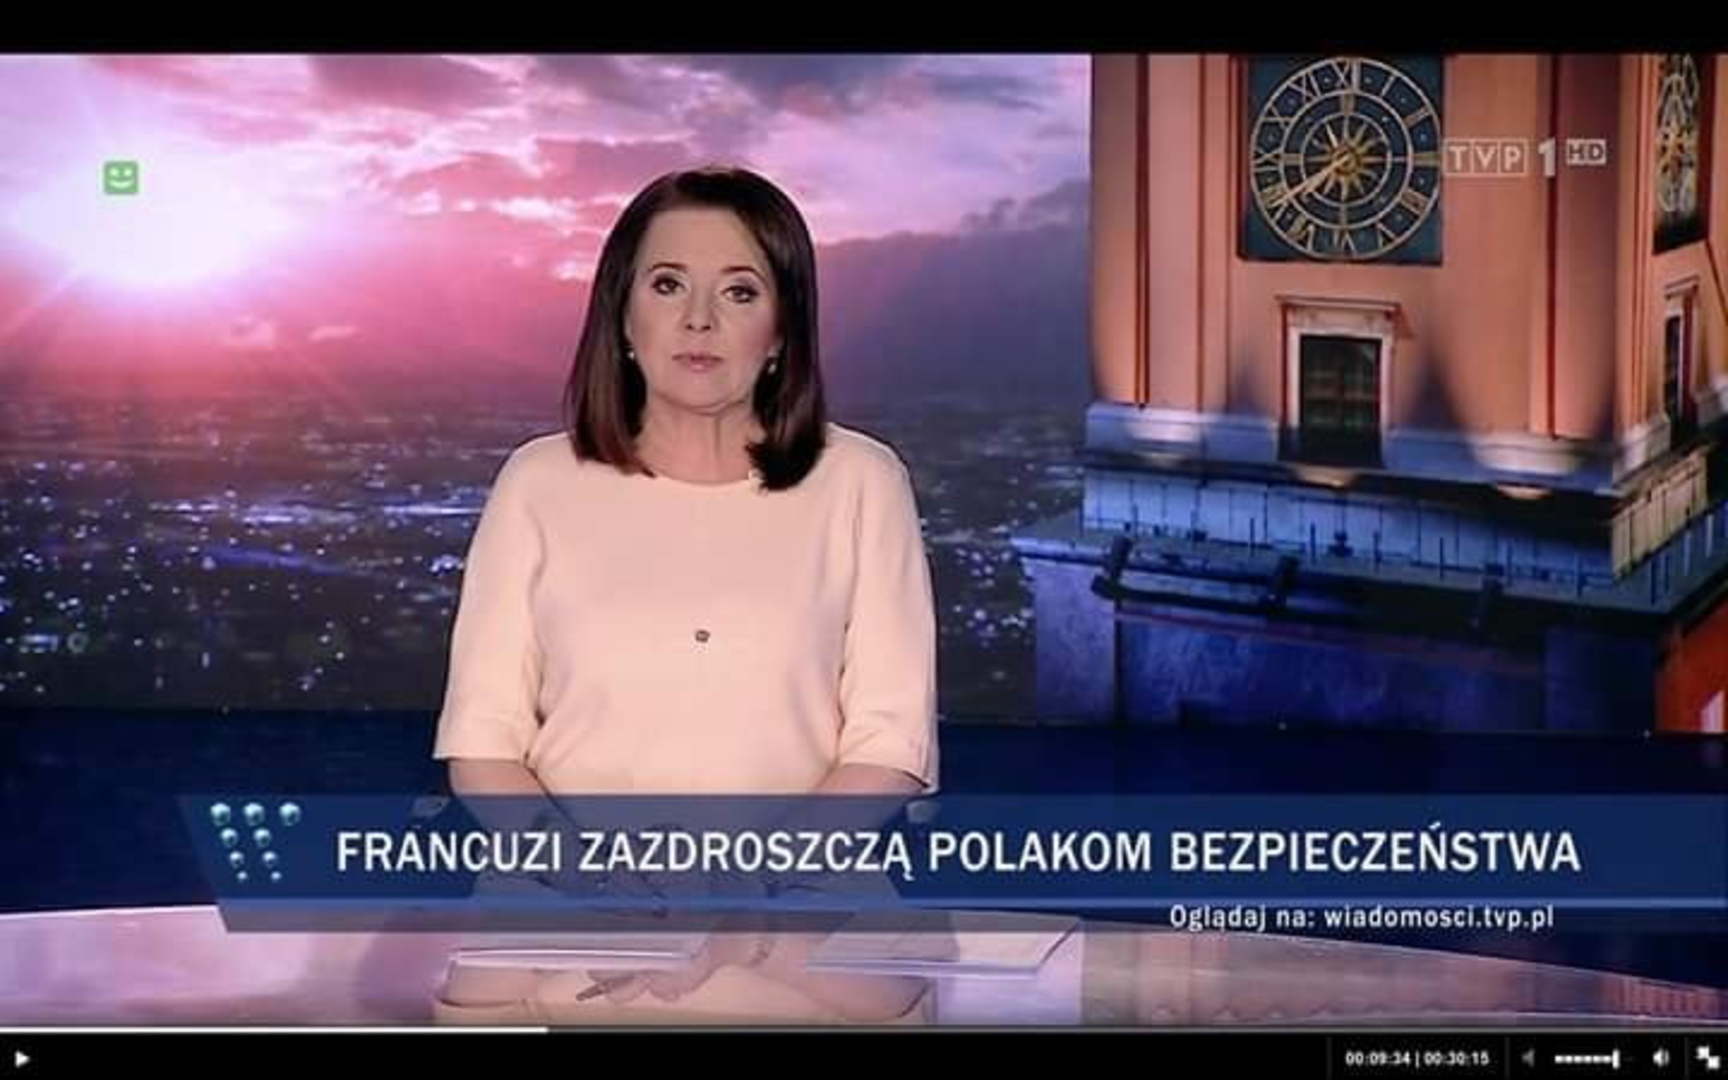 TVP 1 HD
FRANCUZI ZAZDROSZCZĄ POLAKOM BEZPIECZEŃSTWA
Oglądaj na: wiadomosci.tvp.pl
00:09:34 | 00:30:15